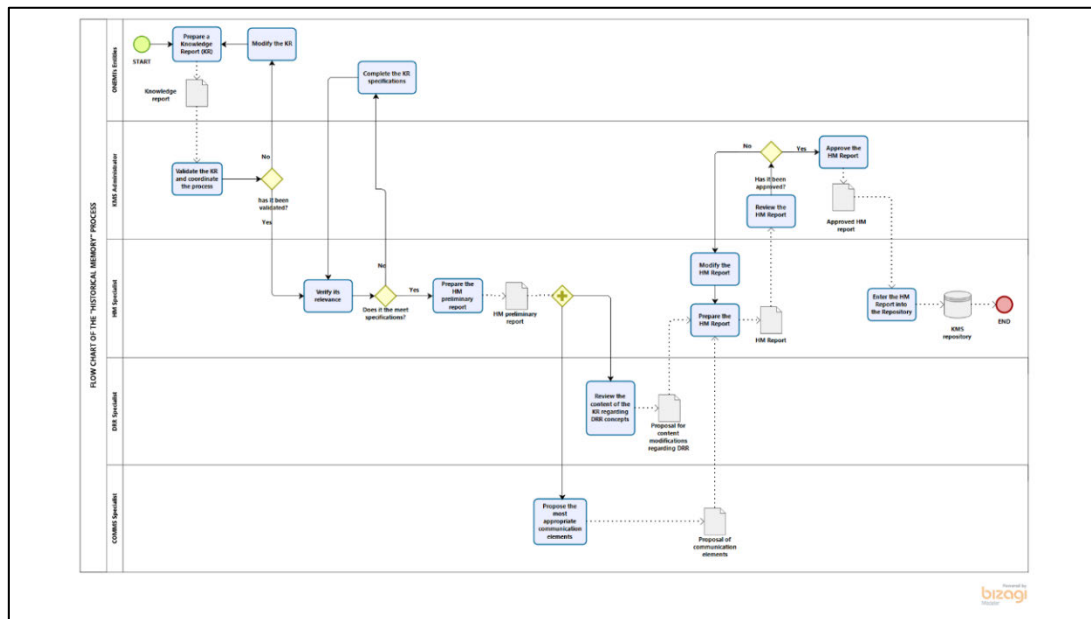 FLOW CHART OF THE "HISTORICAL MEMORY" PROCESS
ONEMI's Entities
START
Prepare a
Knowledge
Report (KR)
Modify the KR
Knowledge
report
Complete the KR
specifications
KMS Administrator
Validate the KR
and coordinate
the process
No
has it been
validated?
Yes
No
Has it been
approved?
Yes
Approve the
HM Report
Review the
HM Report
Approved HM
report
HM Specialist
Verify its
relevance
No
Does it the meet
specifications?
Yes
Prepare the
HM
preliminary
report
HM preliminary
report
Modify the
HM Report
Prepare the
HM Report
HM Report
Enter the HM
Report into
the Repository
KMS
repository
END
DRR Specialist
Review the
content of the
KR regarding
DRR concepts
Proposal for
content
modifications
regarding DRR
COMMS Specialist
Propose the
most
appropriate
communication
elements
Proposal of
communication
elements
Powered by
bizagi
Modeler